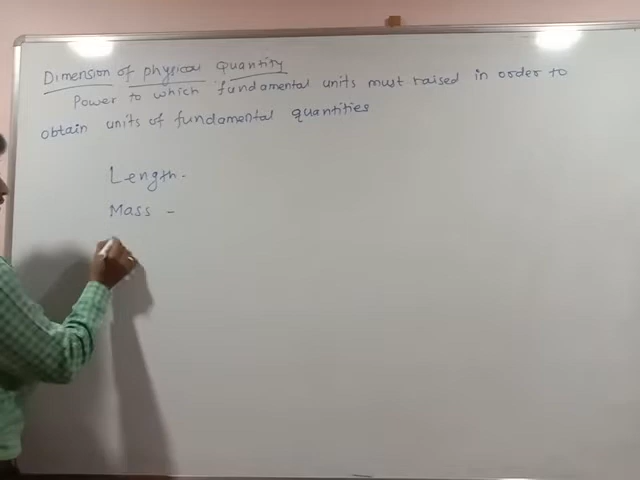 Dimension of physical Quantity
Power to which fundamental units must raised in order to
obtain units of fundamental quantities
Length -
Mass -